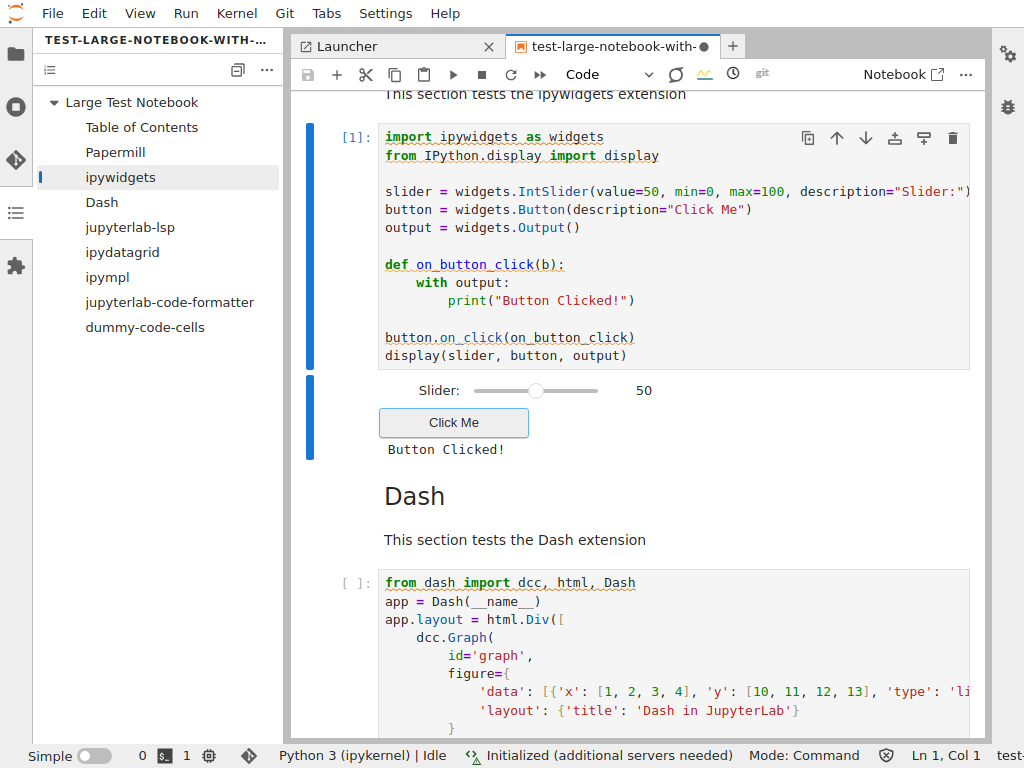 File Edit View Run Kernel Git Tabs Settings Help
TEST-LARGE-NOTEBOOK-WITH-...
Large Test Notebook
Table of Contents
Papermill
ipywidgets
Dash
jupyterlab-lsp
ipydatagrid
ipympl
jupyterlab-code-formatter
dummy-code-cells
Launcher
test-large-notebook-with-
Code
git
Notebook
This section tests the ipywidgets extension
[1]:
import ipywidgets as widgets
from IPython.display import display
slider = widgets.IntSlider(value=50, min=0, max=100, description="Slider:")
button = widgets.Button(description="Click Me")
output = widgets.Output()
def on_button_click(b):
    with output:
        print("Button Clicked!")
button.on_click(on_button_click)
display(slider, button, output)
Slider: 50
Click Me
Button Clicked!
Dash
This section tests the Dash extension
[ ]:
from dash import dcc, html, Dash
app = Dash(__name__)
app.layout = html.Div([
    dcc.Graph(
        id='graph',
        figure={
            'data': [{'x': [1, 2, 3, 4], 'y': [10, 11, 12, 13], 'type': 'li
            'layout': {'title': 'Dash in JupyterLab'}
        }
Simple 0 1 Python 3 (ipykernel) | Idle Initialized (additional servers needed) Mode: Command Ln 1, Col 1 test-